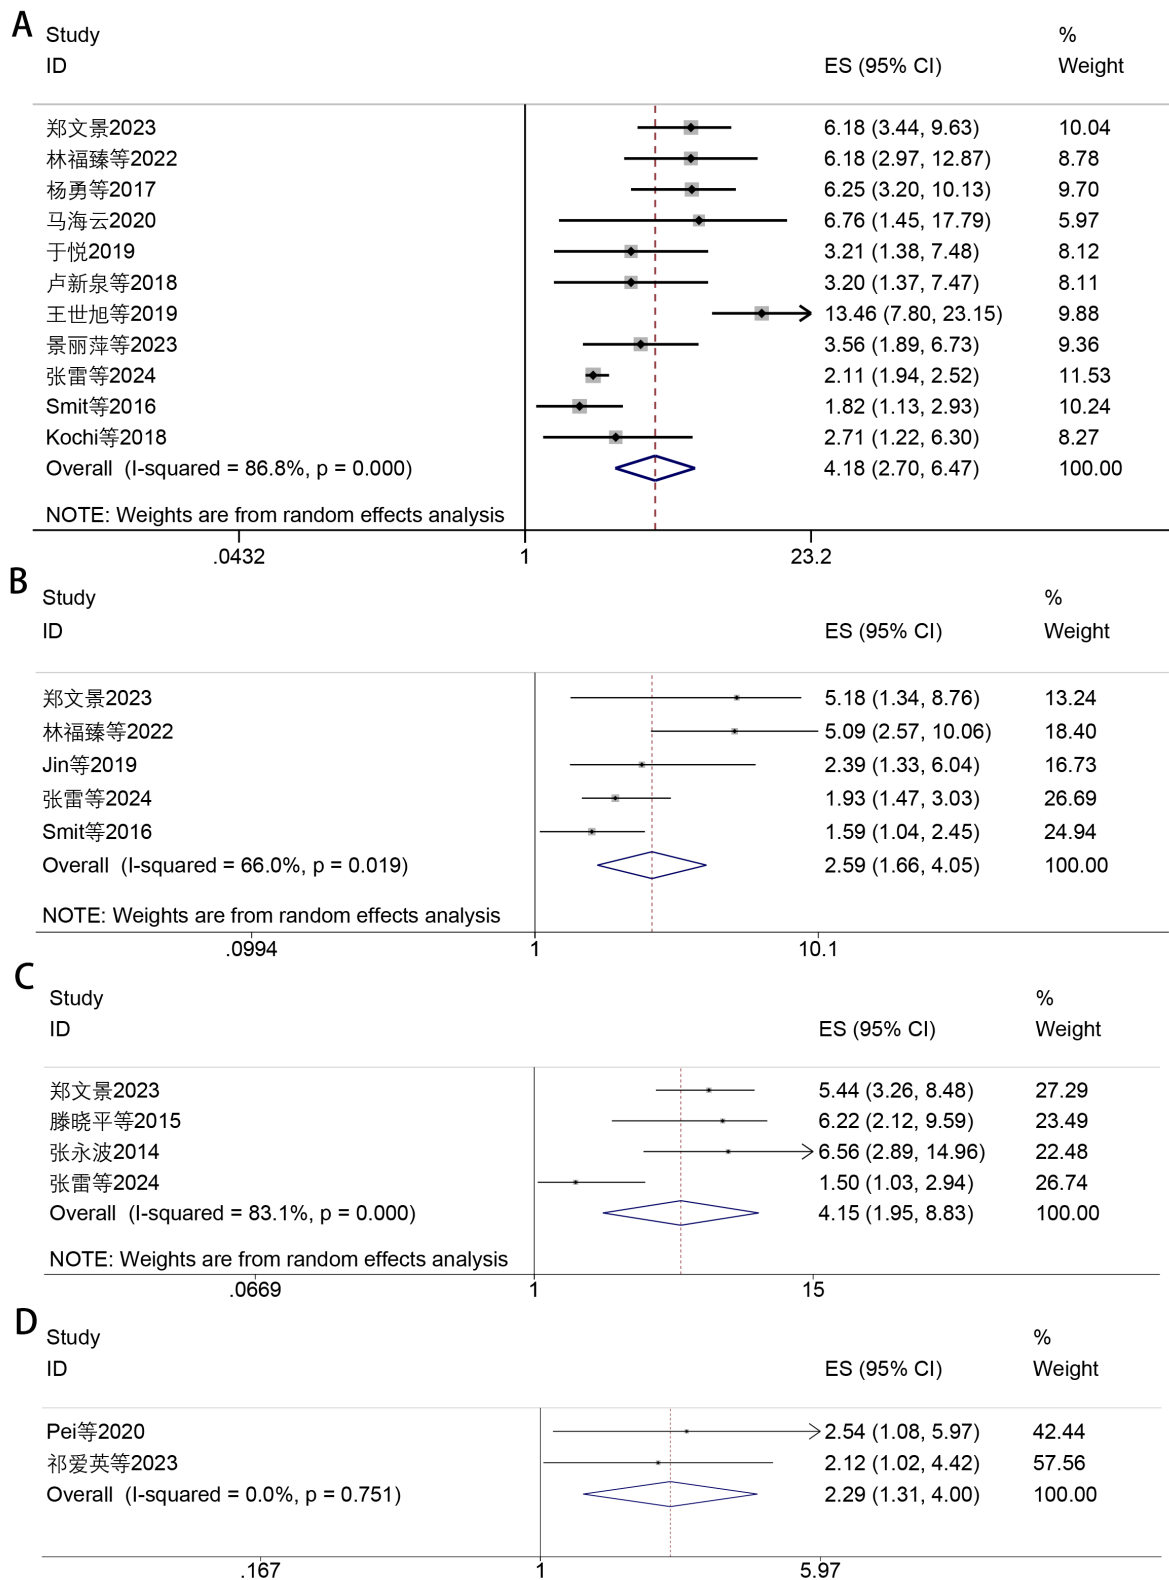 A
Study %
ID ES (95% CI) Weight
郑文景2023 6.18 (3.44, 9.63) 10.04
林福臻等2022 6.18 (2.97, 12.87) 8.78
杨勇等2017 6.25 (3.20, 10.13) 9.70
马海云2020 6.76 (1.45, 17.79) 5.97
于悦2019 3.21 (1.38, 7.48) 8.12
卢新泉等2018 3.20 (1.37, 7.47) 8.11
王世旭等2019 13.46 (7.80, 23.15) 9.88
景丽萍等2023 3.56 (1.89, 6.73) 9.36
张雷等2024 2.11 (1.94, 2.52) 11.53
Smit等2016 1.82 (1.13, 2.93) 10.24
Kochi等2018 2.71 (1.22, 6.30) 8.27
Overall (I-squared = 86.8%, p = 0.000) 4.18 (2.70, 6.47) 100.00
NOTE: Weights are from random effects analysis
.0432 1 23.2
B
Study %
ID ES (95% CI) Weight
郑文景2023 5.18 (1.34, 8.76) 13.24
林福臻等2022 5.09 (2.57, 10.06) 18.40
Jin等2019 2.39 (1.33, 6.04) 16.73
张雷等2024 1.93 (1.47, 3.03) 26.69
Smit等2016 1.59 (1.04, 2.45) 24.94
Overall (I-squared = 66.0%, p = 0.019) 2.59 (1.66, 4.05) 100.00
NOTE: Weights are from random effects analysis
.0994 1 10.1
C
Study %
ID ES (95% CI) Weight
郑文景2023 5.44 (3.26, 8.48) 27.29
滕晓平等2015 6.22 (2.12, 9.59) 23.49
张永波2014 6.56 (2.89, 14.96) 22.48
张雷等2024 1.50 (1.03, 2.94) 26.74
Overall (I-squared = 83.1%, p = 0.000) 4.15 (1.95, 8.83) 100.00
NOTE: Weights are from random effects analysis
.0669 1 15
D
Study %
ID ES (95% CI) Weight
Pei等2020 2.54 (1.08, 5.97) 42.44
祁爱英等2023 2.12 (1.02, 4.42) 57.56
Overall (I-squared = 0.0%, p = 0.751) 2.29 (1.31, 4.00) 100.00
.167 1 5.97